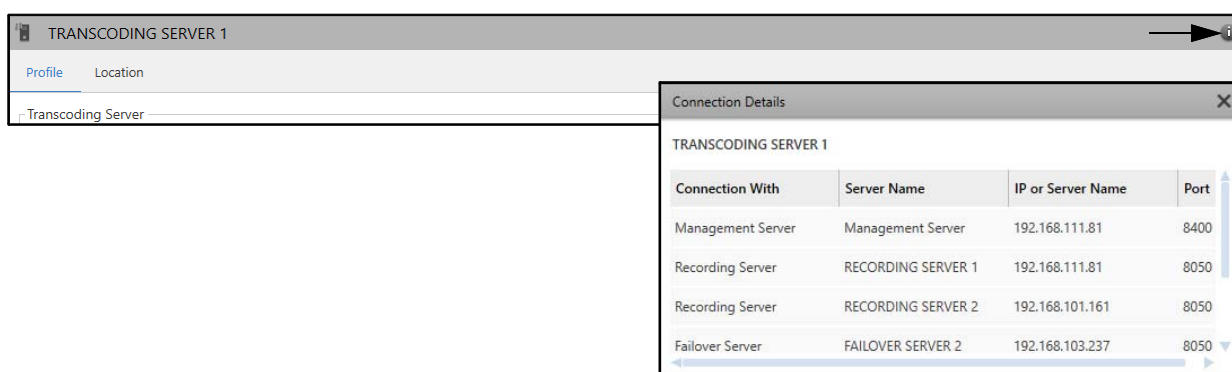 TRANSCODING SERVER 1
Profile Location
Transcoding Server
Connection Details
TRANSCODING SERVER 1
Connection With Server Name IP or Server Name Port
Management Server Management Server 192.168.111.81 8400
Recording Server RECORDING SERVER 1 192.168.111.81 8050
Recording Server RECORDING SERVER 2 192.168.101.161 8050
Failover Server FAILOVER SERVER 2 192.168.103.237 8050